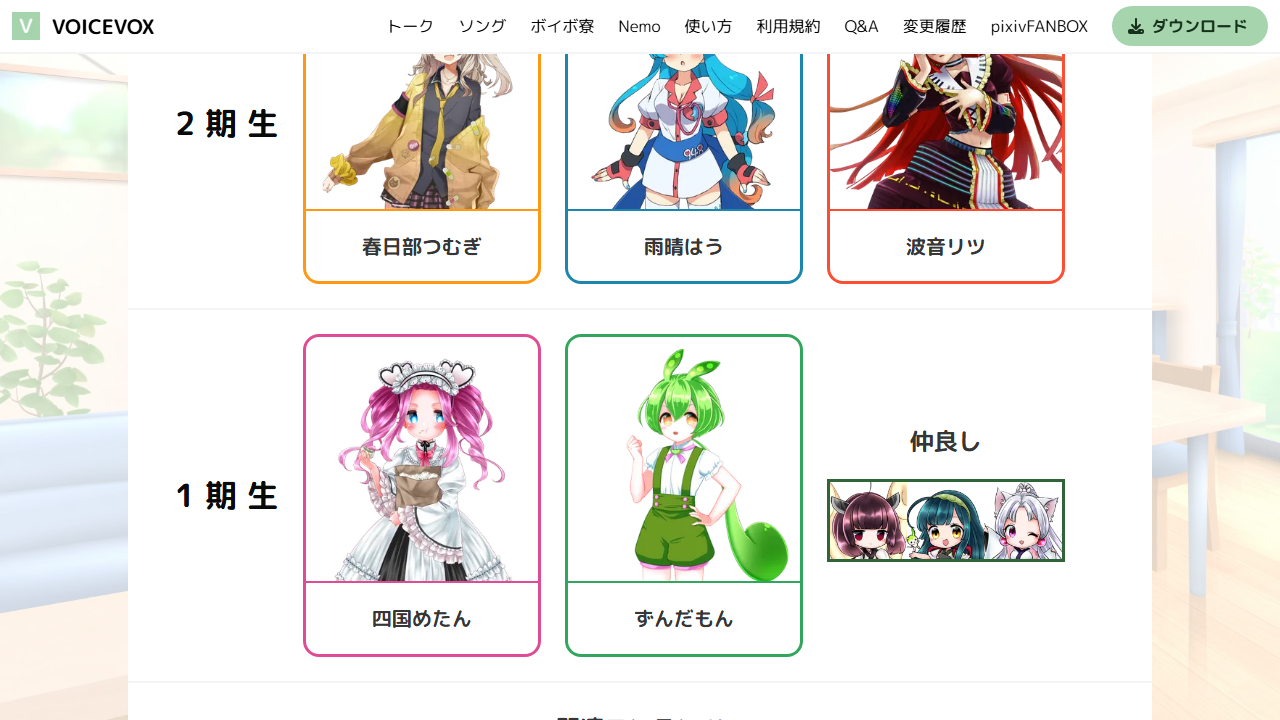 V VOICEVOX トーク ソング ボイボ寮 Nemo 使い方 利用規約 Q&A 変更履歴 pixivFANBOX ダウンロード
2期生
春日部つむぎ 雨晴はう 波音リツ
1期生
仲良し
四国めたん ずんだもん